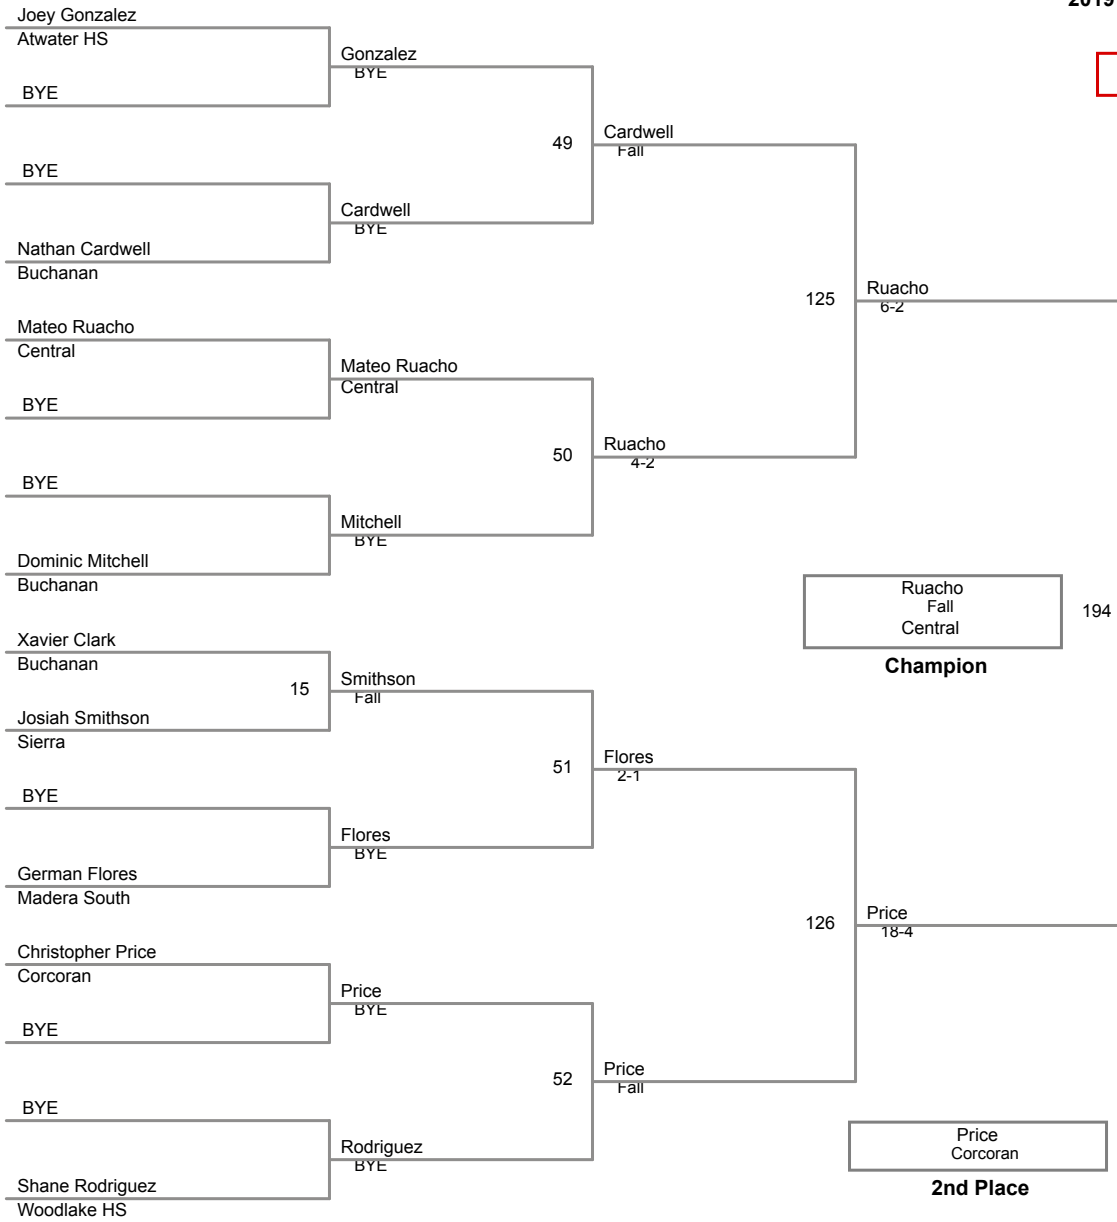 2019
Joey Gonzalez
Atwater HS
BYE
Gonzalez
BYE
BYE
Nathan Cardwell
Buchanan
Cardwell
BYE
49
Cardwell
Fall
Mateo Ruacho
Central
BYE
Mateo Ruacho
Central
BYE
Dominic Mitchell
Buchanan
Mitchell
BYE
50
Ruacho
4-2
125
Ruacho
6-2
Xavier Clark
Buchanan
15
Josiah Smithson
Sierra
Smithson
Fall
BYE
German Flores
Madera South
Flores
BYE
51
Flores
2-1
Christopher Price
Corcoran
BYE
Price
BYE
BYE
Shane Rodriguez
Woodlake HS
Rodriguez
BYE
52
Price
Fall
126
Price
18-4
Ruacho
Fall
Central
194
Champion
Price
Corcoran
2nd Place